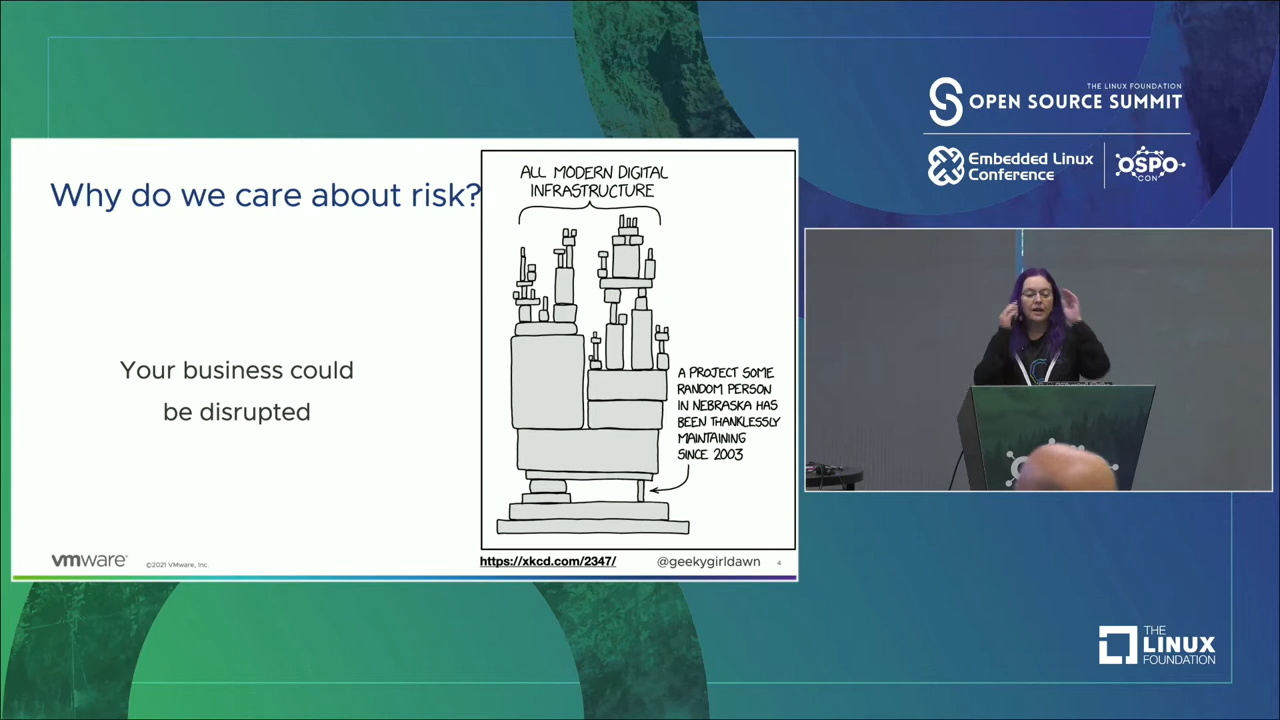 Why do we care about risk?
Your business could
be disrupted
ALL MODERN DIGITAL
INFRASTRUCTURE
A PROJECT SOME
RANDOM PERSON
IN NEBRASKA HAS
BEEN THANKLESSLY
MAINTAINING
SINCE 2003
vmware®
©2021 VMware, Inc.
https://xkcd.com/2347/
@geekygirldawn
4
THE LINUX FOUNDATION
OPEN SOURCE SUMMIT
Embedded Linux
Conference
OSPO
CON
THE
LINUX
FOUNDATION